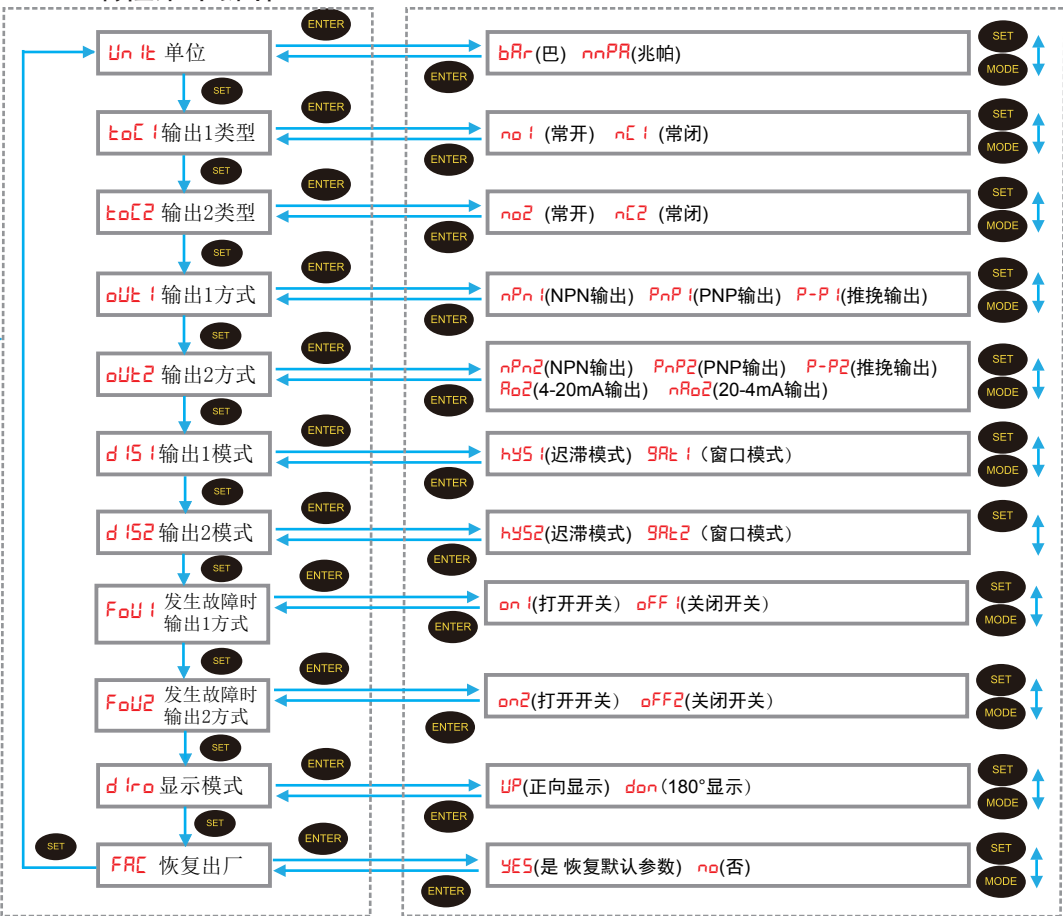 ENTER
Unit 单位
bAr(巴) nnPA(兆帕)
SET
MODE
ENTER
SET
ENTER
toC1输出1类型
no1 (常开) nC1 (常闭)
SET
MODE
ENTER
SET
ENTER
toC2 输出2类型
no2 (常开) nC2 (常闭)
SET
MODE
ENTER
SET
ENTER
oUt1 输出1方式
nPn1(NPN输出) PnP1(PNP输出) P-P1(推挽输出)
SET
MODE
ENTER
SET
ENTER
oUt2 输出2方式
nPn2(NPN输出) PnP2(PNP输出) P-P2(推挽输出)
Ao2(4-20mA输出) nAo2(20-4mA输出)
SET
MODE
ENTER
SET
ENTER
dIS1输出1模式
hYS1(迟滞模式) gAt1（窗口模式）
SET
MODE
ENTER
SET
ENTER
dIS2输出2模式
hYS2(迟滞模式) gAt2（窗口模式）
SET
ENTER
SET
ENTER
FoU1 发生故障时
输出1方式
on1(打开开关） oFF1(关闭开关）
SET
MODE
ENTER
SET
ENTER
FoU2 发生故障时
输出2方式
on2(打开开关） oFF2(关闭开关）
SET
MODE
ENTER
SET
ENTER
dIro显示模式
UP(正向显示) don（180°显示）
SET
MODE
ENTER
SET
ENTER
SET
FAC 恢复出厂
YES(是 恢复默认参数) no(否)
SET
MODE
ENTER